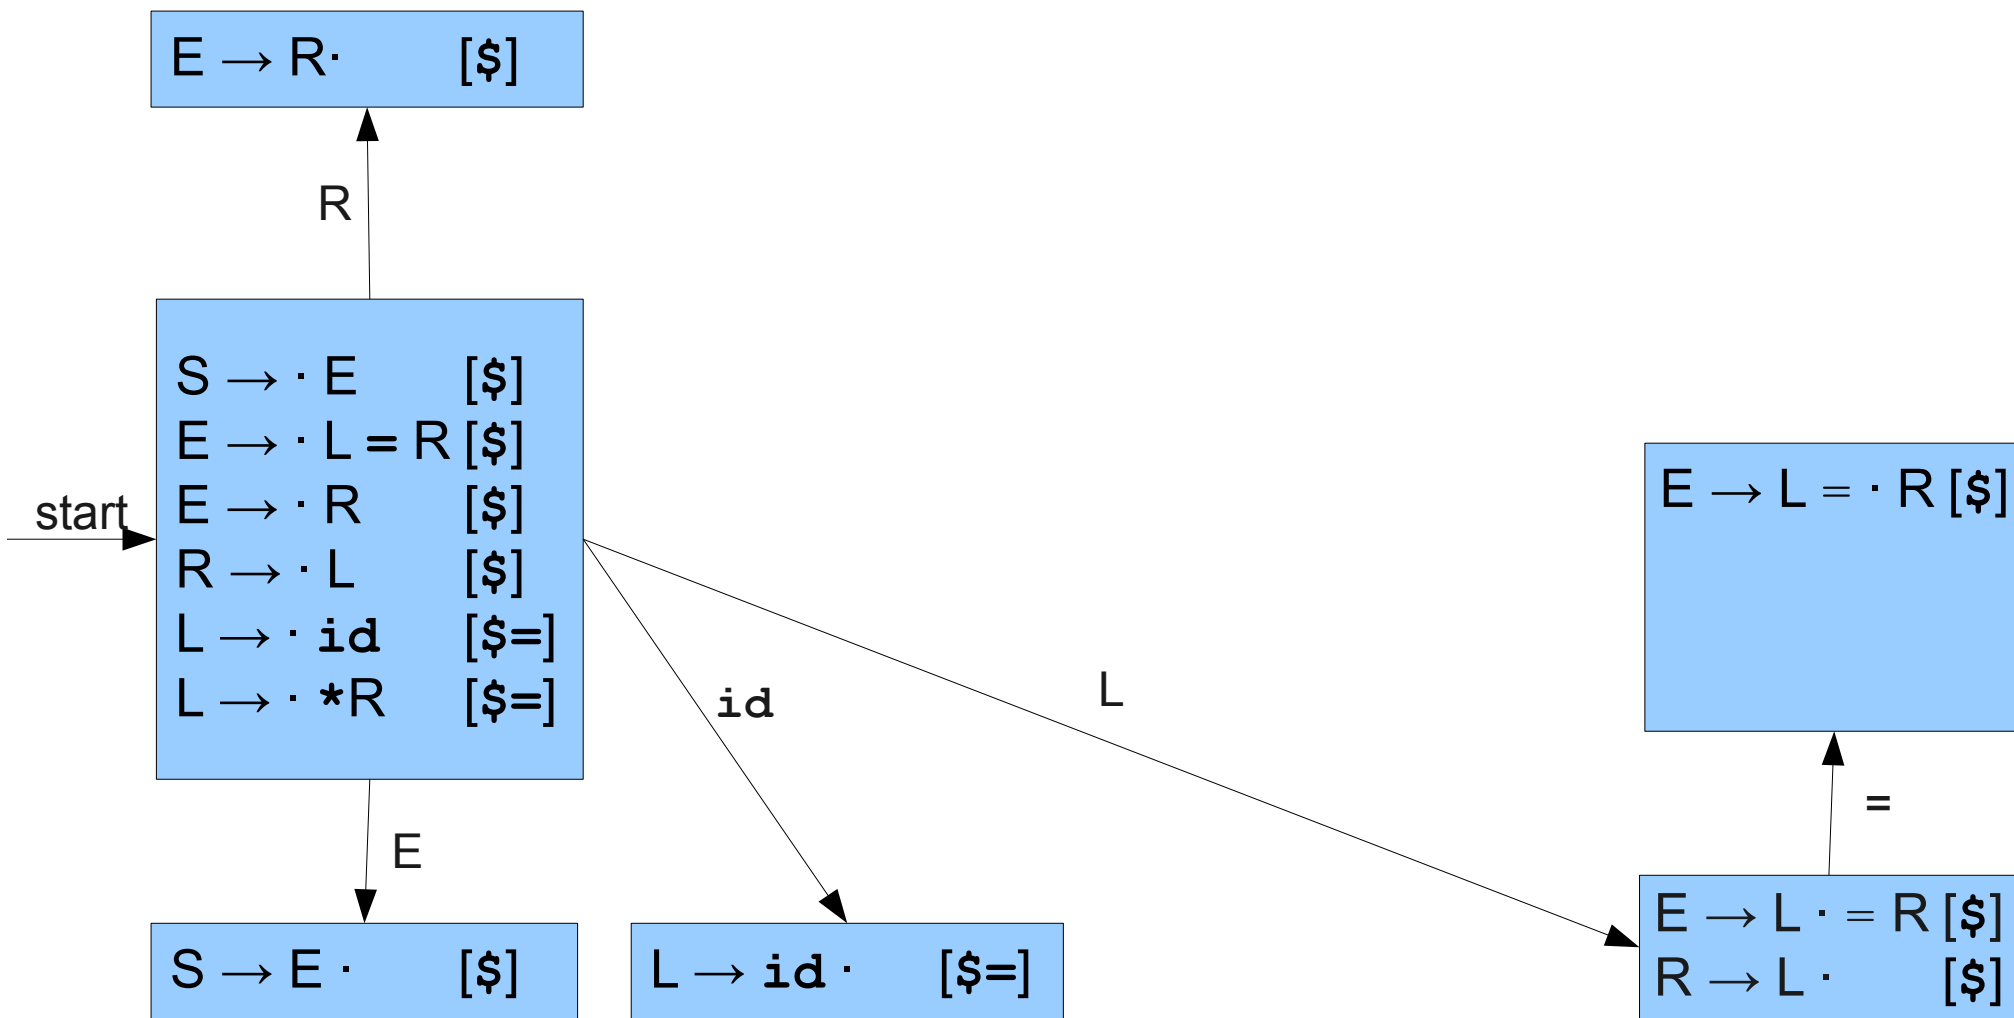 E → R· [$]
R
S → · E [$]
E → · L = R [$]
E → · R [$]
R → · L [$]
L → · id [$=]
L → · *R [$=]
start
E → L = · R [$]
id
L
=
E
S → E · [$]
L → id · [$=]
E → L · = R [$]
R → L · [$]